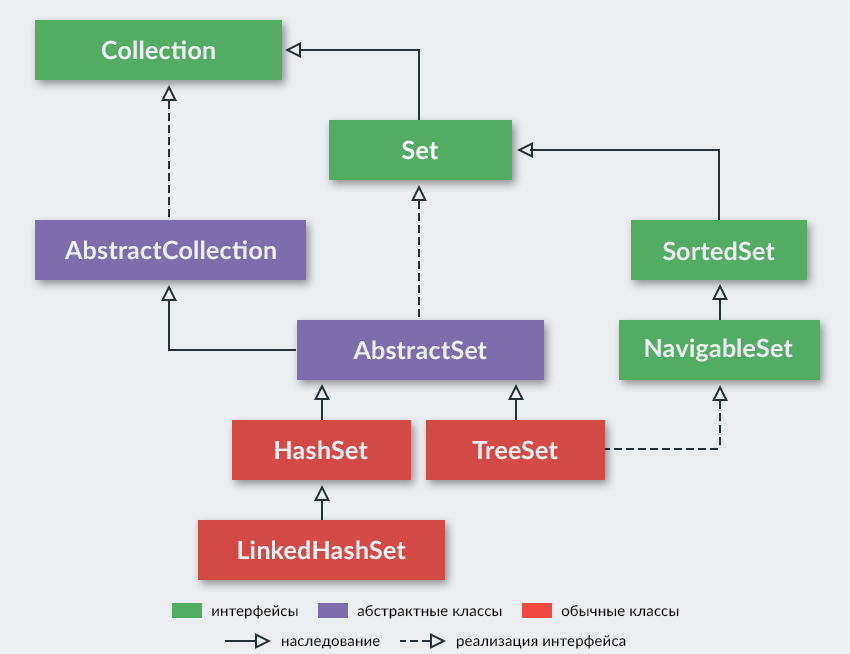 Collection
Set
AbstractCollection
SortedSet
AbstractSet
NavigableSet
HashSet
TreeSet
LinkedHashSet
интерфейсы абстрактные классы обычные классы
наследование реализация интерфейса